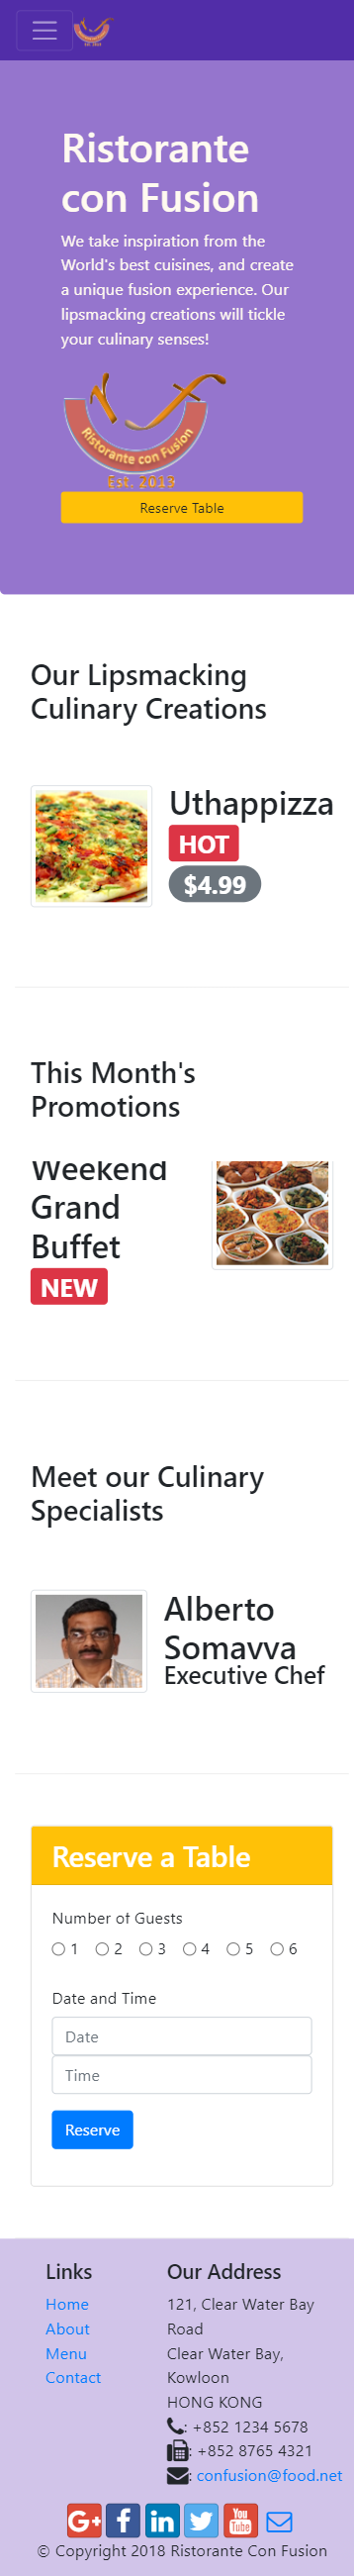 Ristorante
con Fusion
We take inspiration from the
World's best cuisines, and create
a unique fusion experience. Our
lipsmacking creations will tickle
your culinary senses!
Ristorante con Fusion
Est. 2013
Reserve Table
Our Lipsmacking
Culinary Creations
Uthappizza
HOT
$4.99
This Month's
Promotions
Weekend
Grand
Buffet
NEW
Meet our Culinary
Specialists
Alberto
Somavva
Executive Chef
Reserve a Table
Number of Guests
1 2 3 4 5 6
Date and Time
Date
Time
Reserve
Links
Home
About
Menu
Contact
Our Address
121, Clear Water Bay
Road
Clear Water Bay,
Kowloon
HONG KONG
: +852 1234 5678
: +852 8765 4321
: confusion@food.net
G+ f in You Tube
© Copyright 2018 Ristorante Con Fusion